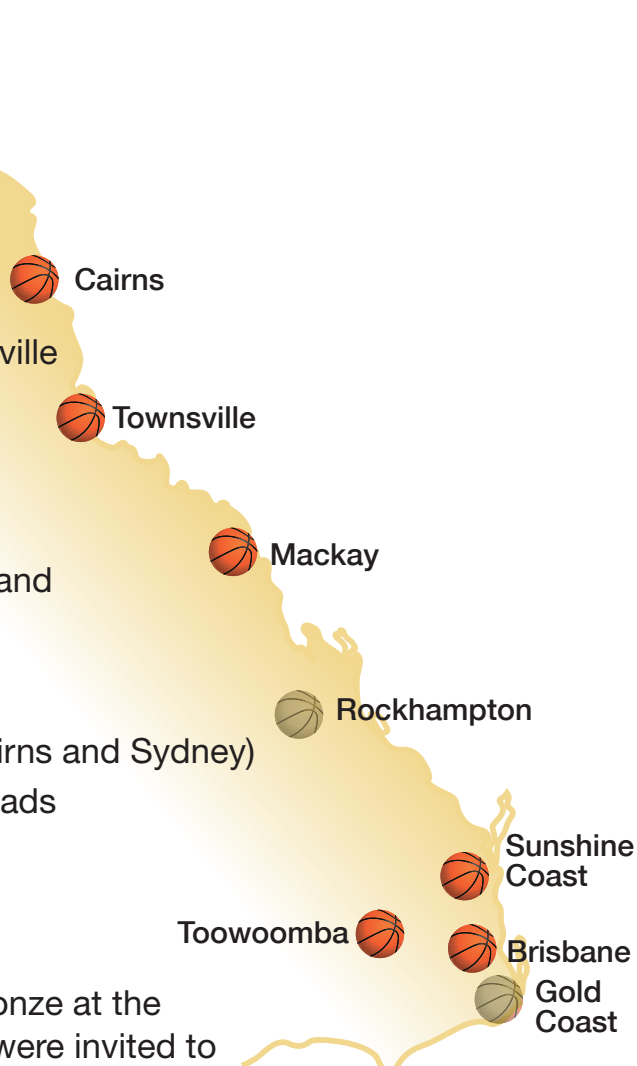 Cairns
ville
Townsville
Mackay
and
Rockhampton
irns and Sydney)
ads
Sunshine
Coast
Toowoomba
Brisbane
Gold
Coast
onze at the
were invited to